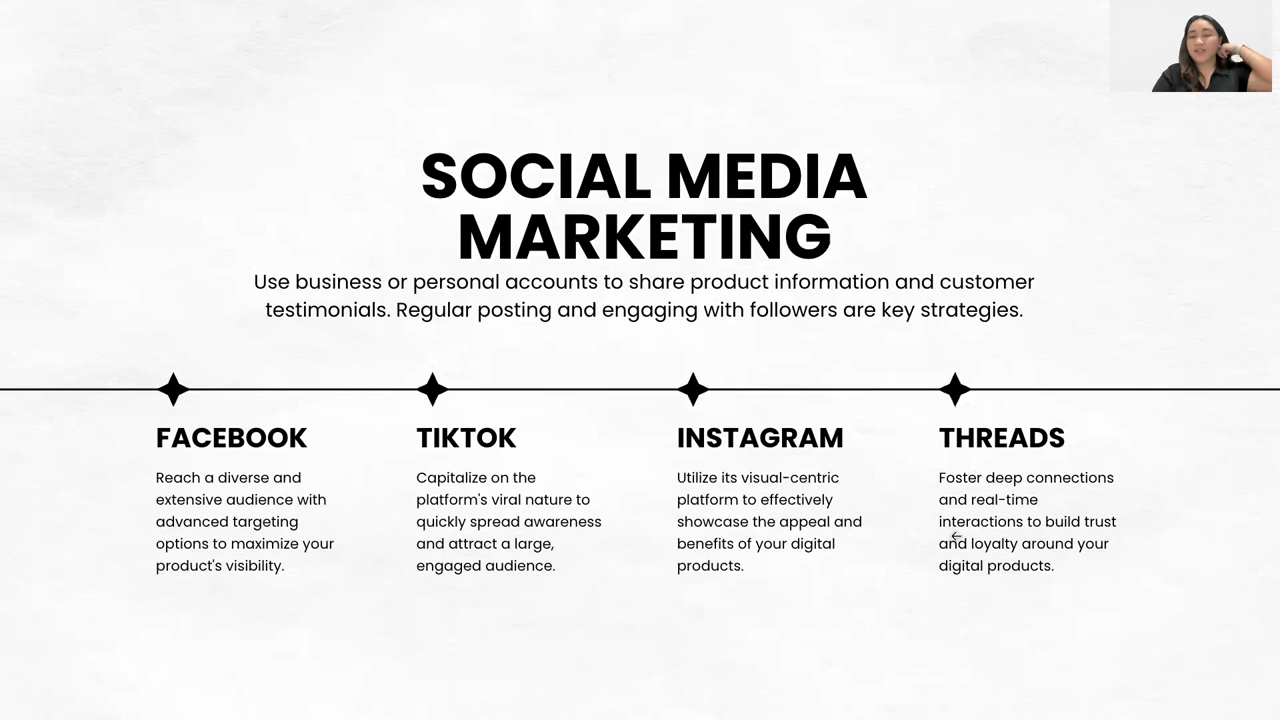 SOCIAL MEDIA
MARKETING
Use business or personal accounts to share product information and customer
testimonials. Regular posting and engaging with followers are key strategies.
FACEBOOK
Reach a diverse and
extensive audience with
advanced targeting
options to maximize your
product's visibility.
TIKTOK
Capitalize on the
platform's viral nature to
quickly spread awareness
and attract a large,
engaged audience.
INSTAGRAM
Utilize its visual-centric
platform to effectively
showcase the appeal and
benefits of your digital
products.
THREADS
Foster deep connections
and real-time
interactions to build trust
and loyalty around your
digital products.